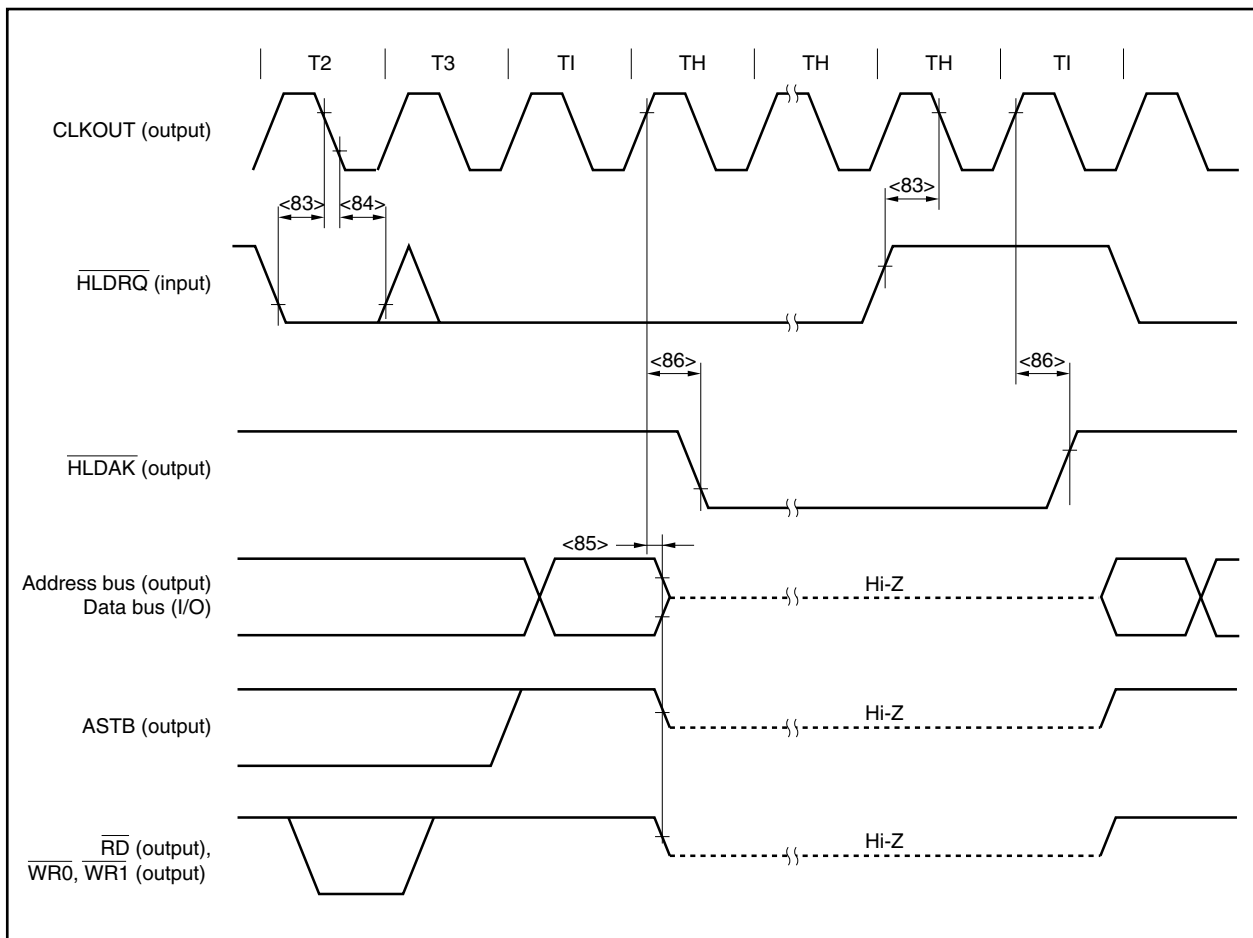 T2 T3 TI TH TH TH TI
CLKOUT (output)
<83> <84> <83>
HLDRQ (input)
<86> <86>
HLDAK (output)
<85>
Address bus (output)
Data bus (I/O)
Hi-Z
ASTB (output)
Hi-Z
RD (output),
WR0, WR1 (output)
Hi-Z